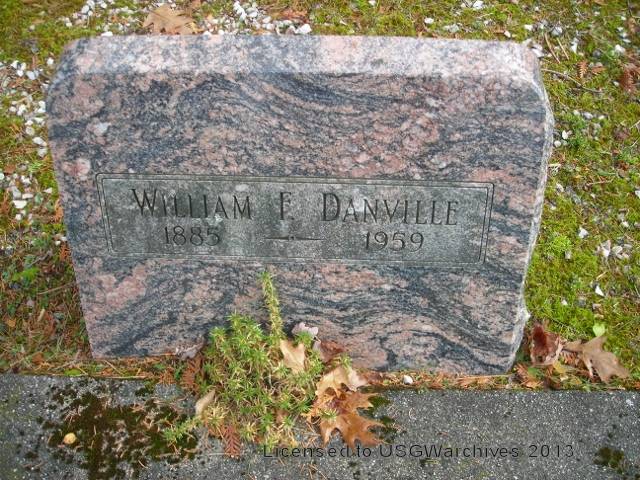 William F. Danville
1885 — 1959
Licensed to USGWarchives 2013